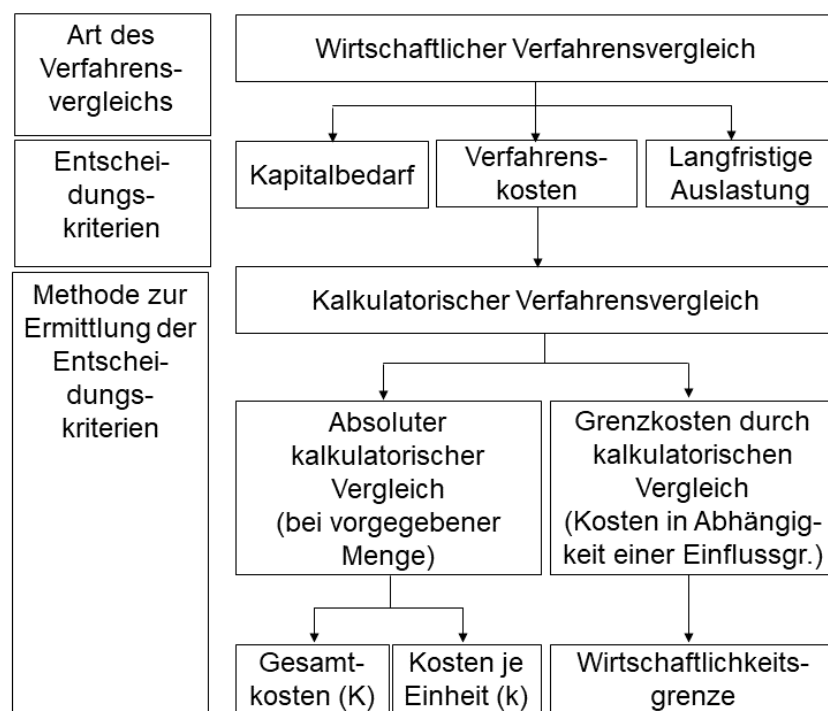 Art des
Verfahrens-
vergleichs
Wirtschaftlicher Verfahrensvergleich
Entschei-
dungs-
kriterien
Kapitalbedarf
Verfahrens-
kosten
Langfristige
Auslastung
Methode zur
Ermittlung der
Entschei-
dungs-
kriterien
Kalkulatorischer Verfahrensvergleich
Absoluter
kalkulatorischer
Vergleich
(bei vorgegebener
Menge)
Grenzkosten durch
kalkulatorischen
Vergleich
(Kosten in Abhängig-
keit einer Einflussgr.)
Gesamt-
kosten (K)
Kosten je
Einheit (k)
Wirtschaftlichkeits-
grenze